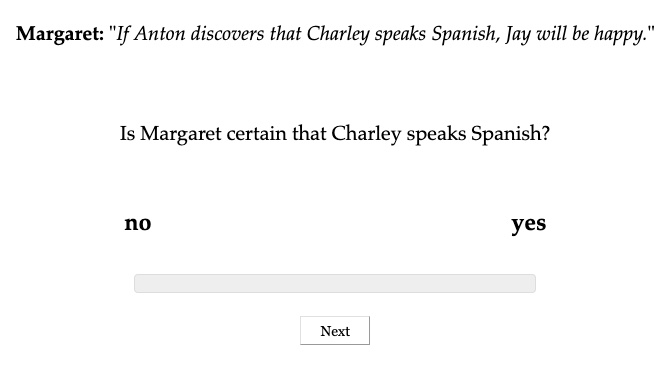 Margaret: "If Anton discovers that Charley speaks Spanish, Jay will be happy."
Is Margaret certain that Charley speaks Spanish?
no yes
Next